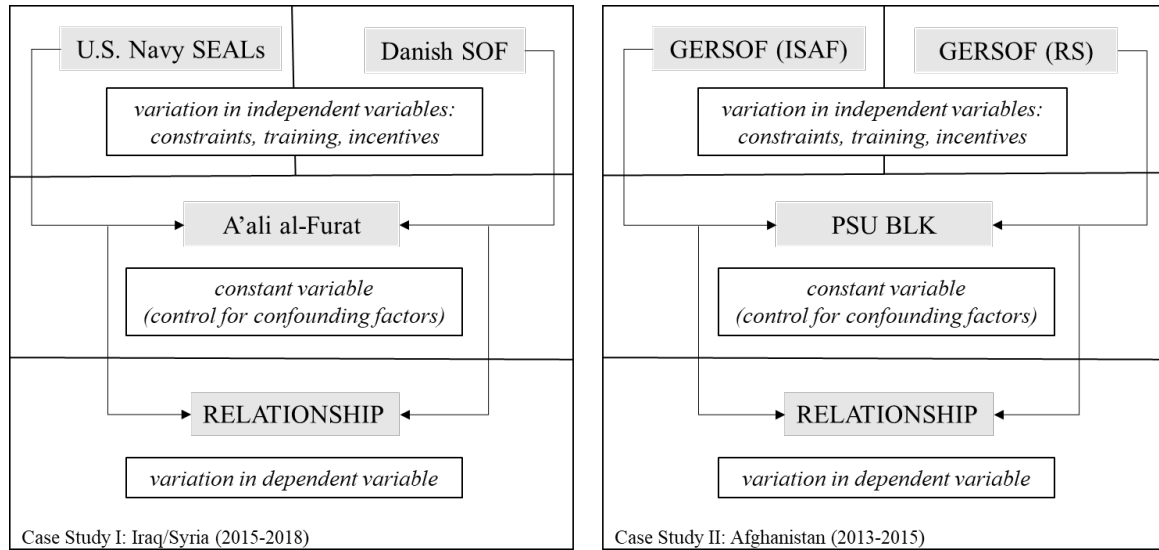 U.S. Navy SEALs
Danish SOF
variation in independent variables:
constraints, training, incentives
A’ali al-Furat
constant variable
(control for confounding factors)
RELATIONSHIP
variation in dependent variable
Case Study I: Iraq/Syria (2015-2018)
GERSOF (ISAF)
GERSOF (RS)
variation in independent variables:
constraints, training, incentives
PSU BLK
constant variable
(control for confounding factors)
RELATIONSHIP
variation in dependent variable
Case Study II: Afghanistan (2013-2015)